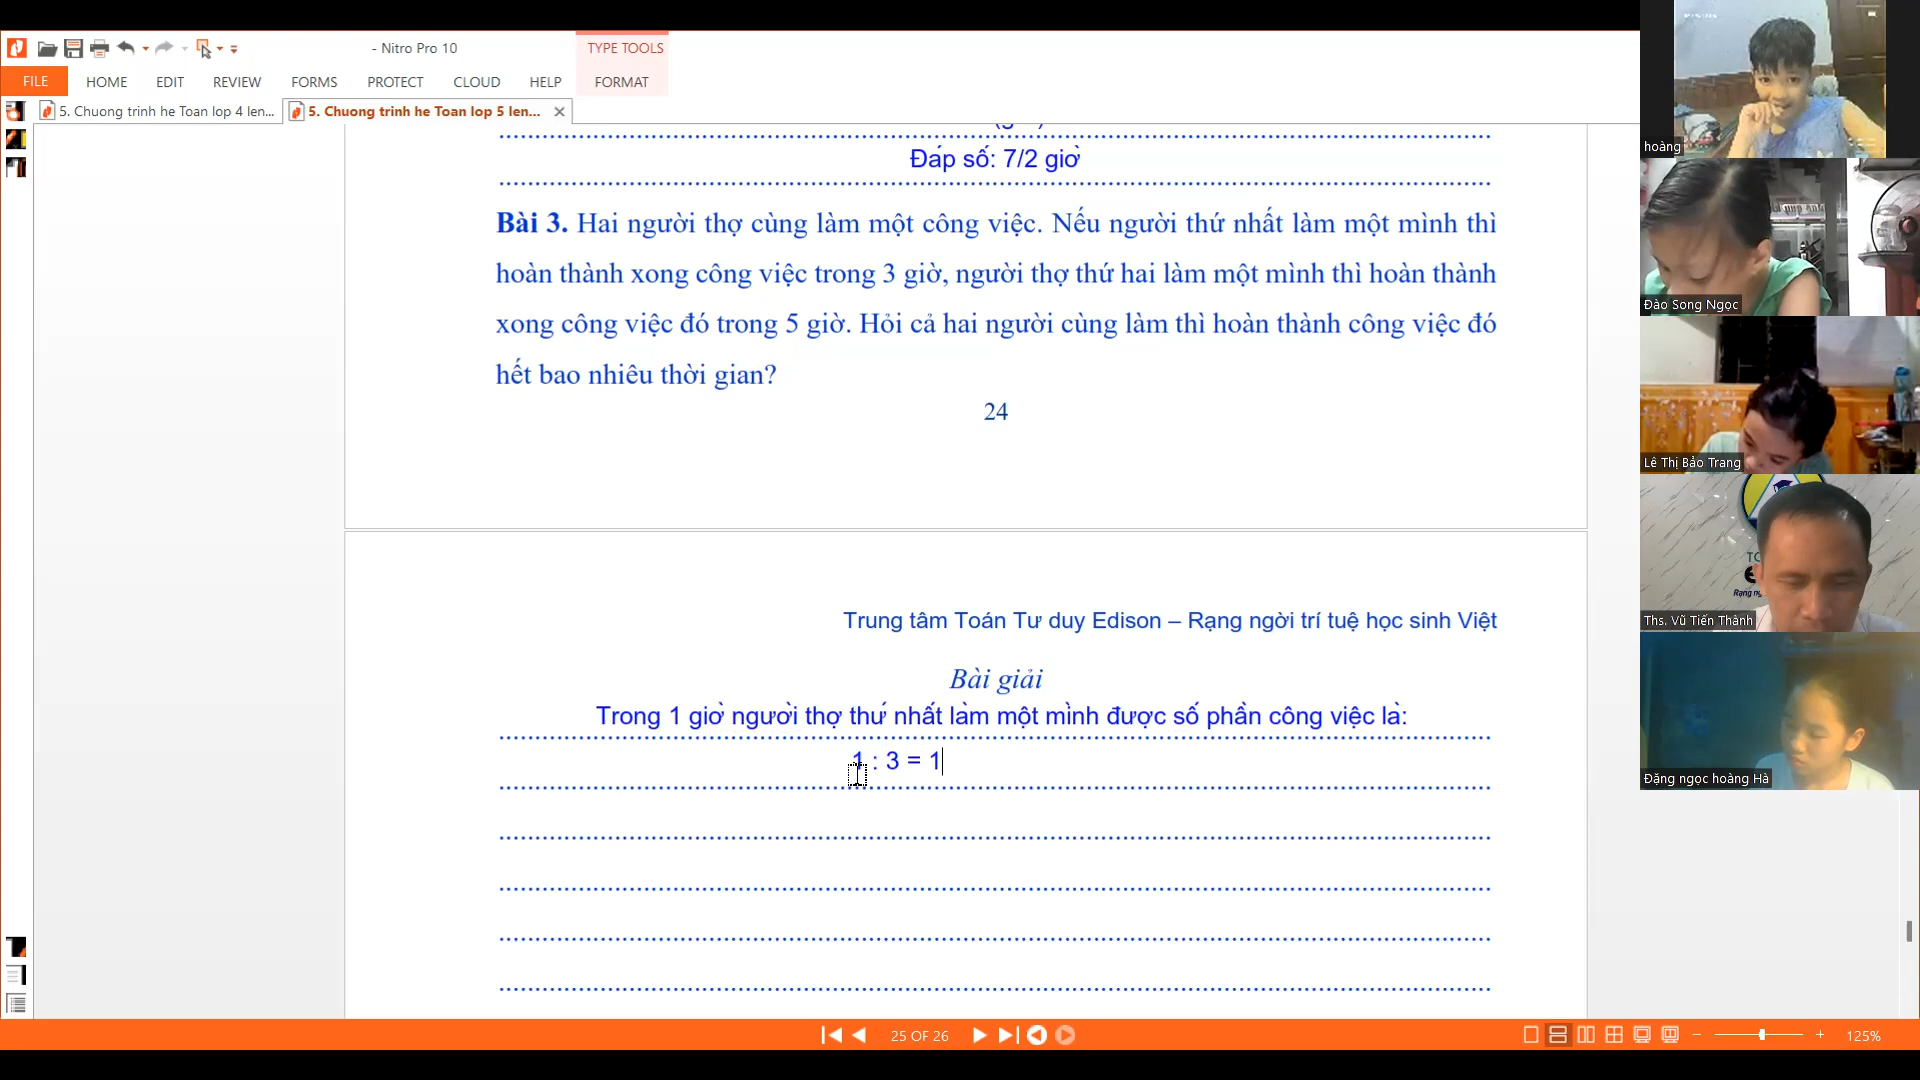 - Nitro Pro 10
TYPE TOOLS
FILE HOME EDIT REVIEW FORMS PROTECT CLOUD HELP FORMAT
5. Chuong trinh he Toan lop 4 len...
5. Chuong trinh he Toan lop 5 len...
Đáp số: 7/2 giờ
Bài 3. Hai người thợ cùng làm một công việc. Nếu người thứ nhất làm một mình thì
hoàn thành xong công việc trong 3 giờ, người thợ thứ hai làm một mình thì hoàn thành
xong công việc đó trong 5 giờ. Hỏi cả hai người cùng làm thì hoàn thành công việc đó
hết bao nhiêu thời gian?
24
Trung tâm Toán Tư duy Edison – Rạng ngời trí tuệ học sinh Việt
Bài giải
Trong 1 giờ người thợ thứ nhất làm một mình được số phần công việc là:
1 : 3 = 1
25 OF 26
125%
hoàng
Đào Song Ngọc
Lê Thị Bảo Trang
Ths. Vũ Tiến Thành
Đặng ngọc hoàng Hà